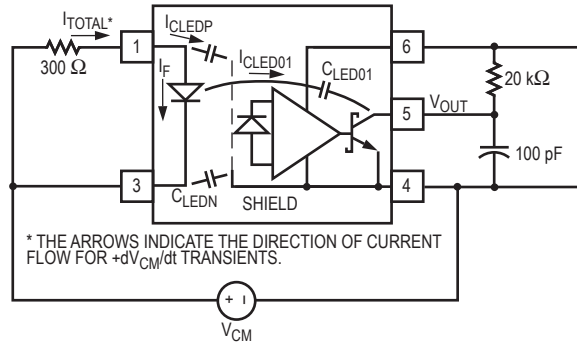 I_TOTAL*
300 Ω
1
I_CLEDP
I_F
I_CLED01
C_LED01
6
20 kΩ
5
V_OUT
100 pF
3
C_LEDN
SHIELD
4
* THE ARROWS INDICATE THE DIRECTION OF CURRENT
FLOW FOR +dV_CM/dt TRANSIENTS.
+ –
V_CM